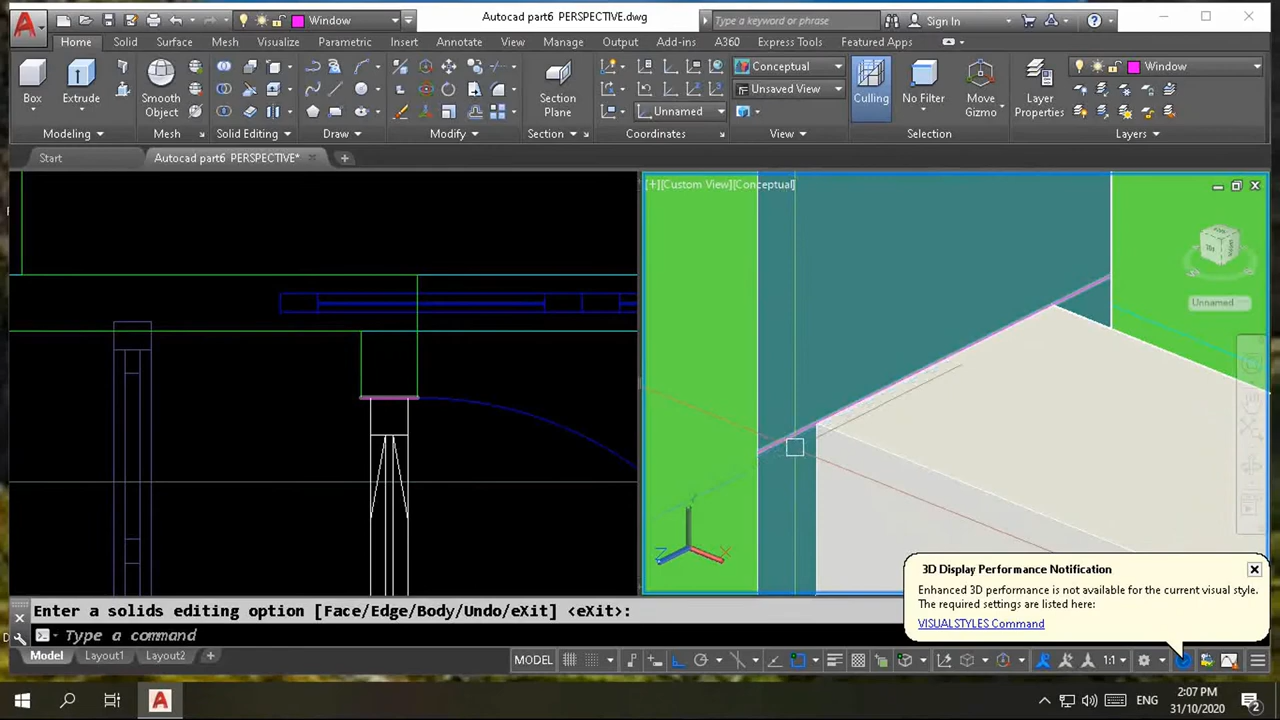 Window
Autocad part6 PERSPECTIVE.dwg
Type a keyword or phrase
Sign In
Home Solid Surface Mesh Visualize Parametric Insert Annotate View Manage Output Add-ins A360 Express Tools Featured Apps
Conceptual
Unsaved View
Unnamed
Window
Box
Extrude
Smooth Object
Section Plane
Culling
No Filter
Move Gizmo
Layer Properties
Modeling
Mesh
Solid Editing
Draw
Modify
Section
Coordinates
View
Selection
Layers
Start
Autocad part6 PERSPECTIVE*
[+][Custom View][Conceptual]
Unnamed
X
Z
3D Display Performance Notification
Enhanced 3D performance is not available for the current visual style.
The required settings are listed here:
VISUALSTYLES Command
Enter a solids editing option [Face/Edge/Body/Undo/eXit] <eXit>:
Type a command
Model Layout1 Layout2
MODEL
1:1
ENG
2:07 PM
31/10/2020
2